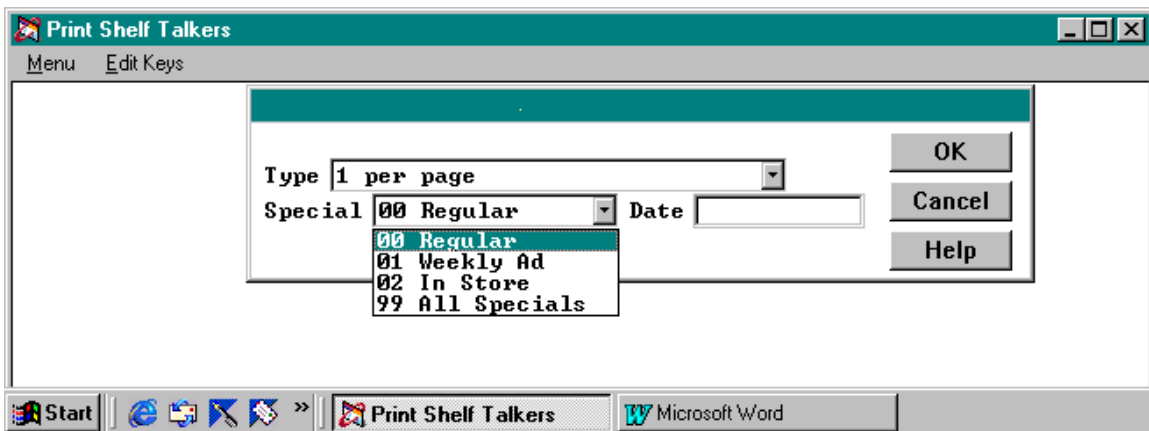 Print Shelf Talkers
Menu Edit Keys
Type 1 per page
OK
Special 00 Regular Date
Cancel
00 Regular
01 Weekly Ad
02 In Store
99 All Specials
Help
Start » Print Shelf Talkers Microsoft Word